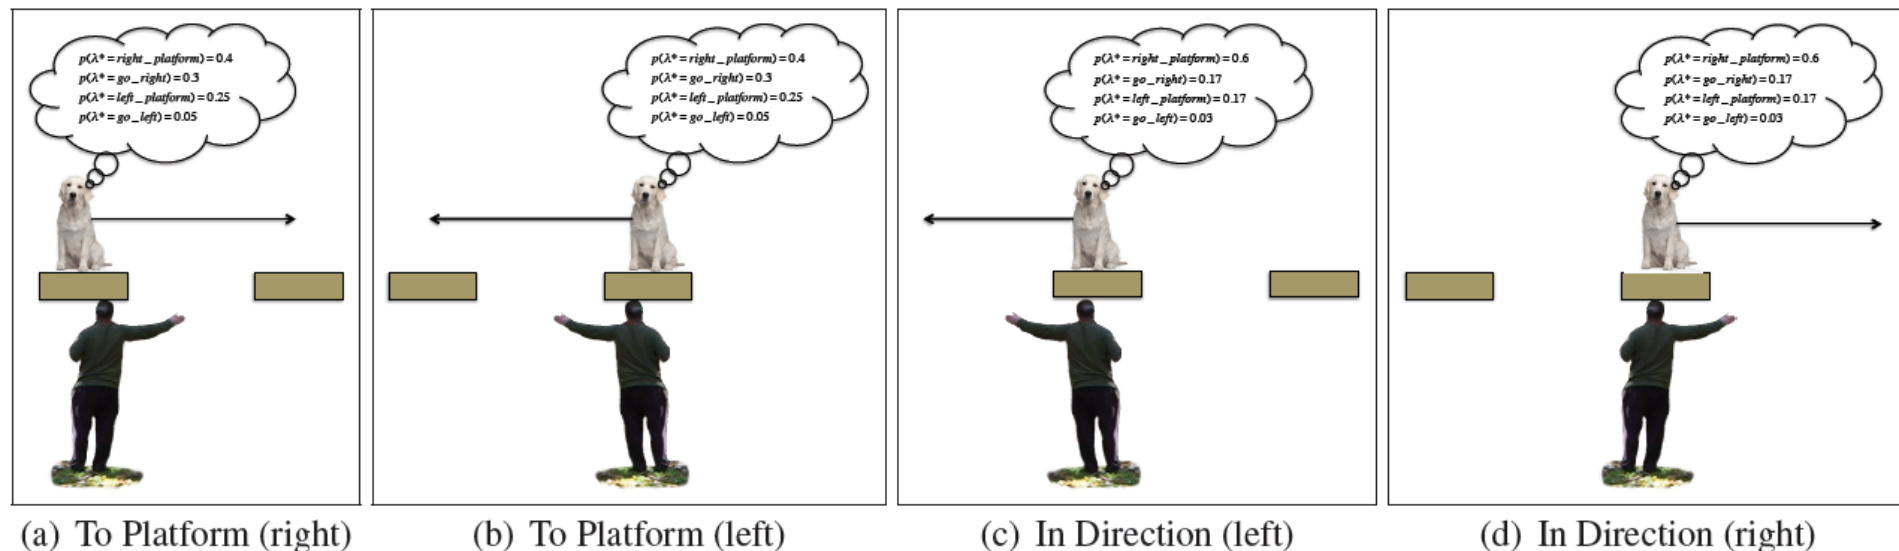 p(λ* = right_platform) = 0.4
p(λ* = go_right) = 0.3
p(λ* = left_platform) = 0.25
p(λ* = go_left) = 0.05
p(λ* = right_platform) = 0.4
p(λ* = go_right) = 0.3
p(λ* = left_platform) = 0.25
p(λ* = go_left) = 0.05
p(λ* = right_platform) = 0.6
p(λ* = go_right) = 0.17
p(λ* = left_platform) = 0.17
p(λ* = go_left) = 0.03
p(λ* = right_platform) = 0.6
p(λ* = go_right) = 0.17
p(λ* = left_platform) = 0.17
p(λ* = go_left) = 0.03
(a) To Platform (right)
(b) To Platform (left)
(c) In Direction (left)
(d) In Direction (right)